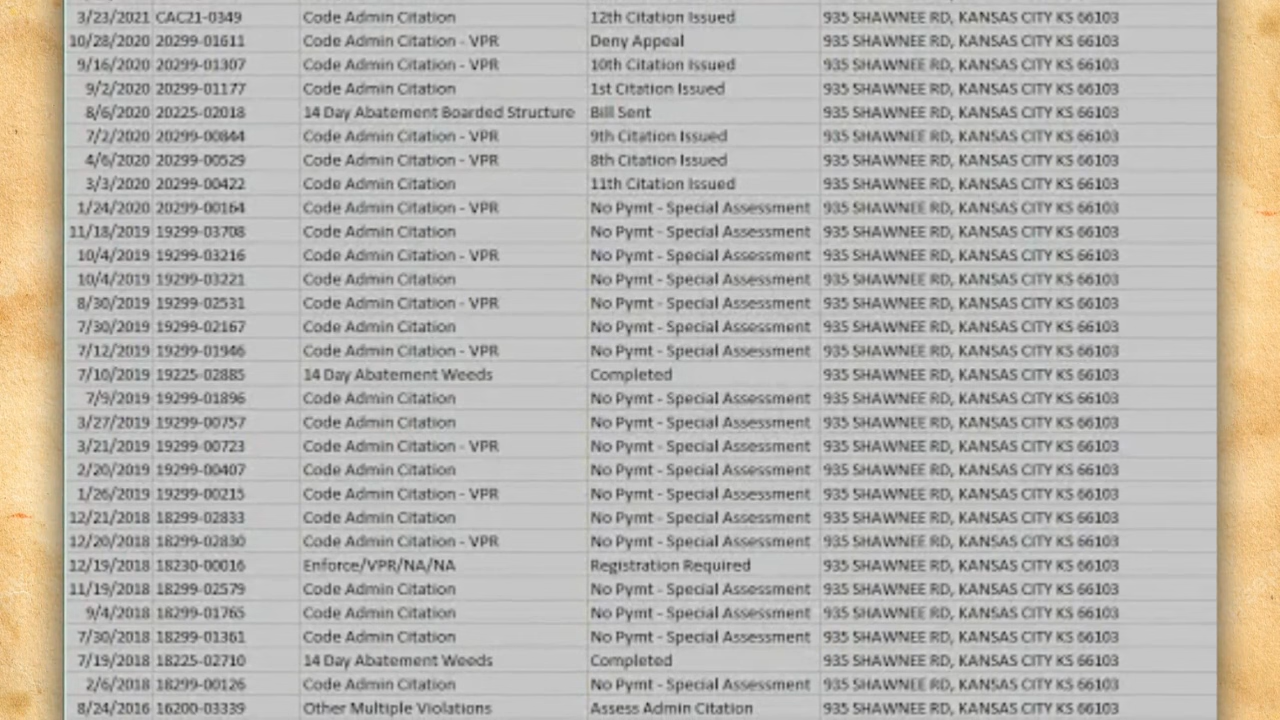 3/23/2021 CAC21-0349 Code Admin Citation 12th Citation Issued 935 SHAWNEE RD, KANSAS CITY KS 66103
10/28/2020 20299-01611 Code Admin Citation - VPR Deny Appeal 935 SHAWNEE RD, KANSAS CITY KS 66103
9/16/2020 20299-01307 Code Admin Citation - VPR 10th Citation Issued 935 SHAWNEE RD, KANSAS CITY KS 66103
9/2/2020 20299-01177 Code Admin Citation 1st Citation Issued 935 SHAWNEE RD, KANSAS CITY KS 66103
8/6/2020 20225-02018 14 Day Abatement Boarded Structure Bill Sent 935 SHAWNEE RD, KANSAS CITY KS 66103
7/2/2020 20299-00844 Code Admin Citation - VPR 9th Citation Issued 935 SHAWNEE RD, KANSAS CITY KS 66103
4/6/2020 20299-00529 Code Admin Citation - VPR 8th Citation Issued 935 SHAWNEE RD, KANSAS CITY KS 66103
3/3/2020 20299-00422 Code Admin Citation 11th Citation Issued 935 SHAWNEE RD, KANSAS CITY KS 66103
1/24/2020 20299-00164 Code Admin Citation - VPR No Pymt - Special Assessment 935 SHAWNEE RD, KANSAS CITY KS 66103
11/18/2019 19299-03708 Code Admin Citation No Pymt - Special Assessment 935 SHAWNEE RD, KANSAS CITY KS 66103
10/4/2019 19299-03216 Code Admin Citation - VPR No Pymt - Special Assessment 935 SHAWNEE RD, KANSAS CITY KS 66103
10/4/2019 19299-03221 Code Admin Citation No Pymt - Special Assessment 935 SHAWNEE RD, KANSAS CITY KS 66103
8/30/2019 19299-02531 Code Admin Citation - VPR No Pymt - Special Assessment 935 SHAWNEE RD, KANSAS CITY KS 66103
7/30/2019 19299-02167 Code Admin Citation No Pymt - Special Assessment 935 SHAWNEE RD, KANSAS CITY KS 66103
7/12/2019 19299-01946 Code Admin Citation - VPR No Pymt - Special Assessment 935 SHAWNEE RD, KANSAS CITY KS 66103
7/10/2019 19225-02885 14 Day Abatement Weeds Completed 935 SHAWNEE RD, KANSAS CITY KS 66103
7/9/2019 19299-01896 Code Admin Citation No Pymt - Special Assessment 935 SHAWNEE RD, KANSAS CITY KS 66103
3/27/2019 19299-00757 Code Admin Citation No Pymt - Special Assessment 935 SHAWNEE RD, KANSAS CITY KS 66103
3/21/2019 19299-00723 Code Admin Citation - VPR No Pymt - Special Assessment 935 SHAWNEE RD, KANSAS CITY KS 66103
2/20/2019 19299-00407 Code Admin Citation No Pymt - Special Assessment 935 SHAWNEE RD, KANSAS CITY KS 66103
1/26/2019 19299-00215 Code Admin Citation - VPR No Pymt - Special Assessment 935 SHAWNEE RD, KANSAS CITY KS 66103
12/21/2018 18299-02833 Code Admin Citation No Pymt - Special Assessment 935 SHAWNEE RD, KANSAS CITY KS 66103
12/20/2018 18299-02830 Code Admin Citation - VPR No Pymt - Special Assessment 935 SHAWNEE RD, KANSAS CITY KS 66103
12/19/2018 18230-00016 Enforce/VPR/NA/NA Registration Required 935 SHAWNEE RD, KANSAS CITY KS 66103
11/19/2018 18299-02579 Code Admin Citation No Pymt - Special Assessment 935 SHAWNEE RD, KANSAS CITY KS 66103
9/4/2018 18299-01765 Code Admin Citation No Pymt - Special Assessment 935 SHAWNEE RD, KANSAS CITY KS 66103
7/30/2018 18299-01361 Code Admin Citation No Pymt - Special Assessment 935 SHAWNEE RD, KANSAS CITY KS 66103
7/19/2018 18225-02710 14 Day Abatement Weeds Completed 935 SHAWNEE RD, KANSAS CITY KS 66103
2/6/2018 18299-00126 Code Admin Citation No Pymt - Special Assessment 935 SHAWNEE RD, KANSAS CITY KS 66103
8/24/2016 16200-03339 Other Multiple Violations Assess Admin Citation 935 SHAWNEE RD, KANSAS CITY KS 66103